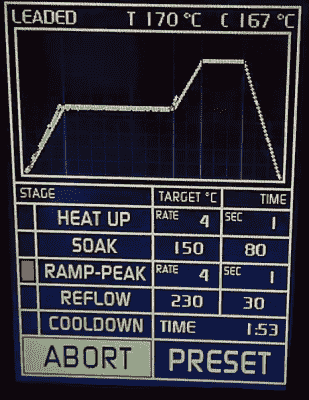 LEADED T 170 °C C 167 °C
STAGE TARGET °C TIME
HEAT UP RATE 4 SEC 1
SOAK 150 80
RAMP-PEAK RATE 4 SEC 1
REFLOW 230 30
COOLDOWN TIME 1:53
ABORT PRESET